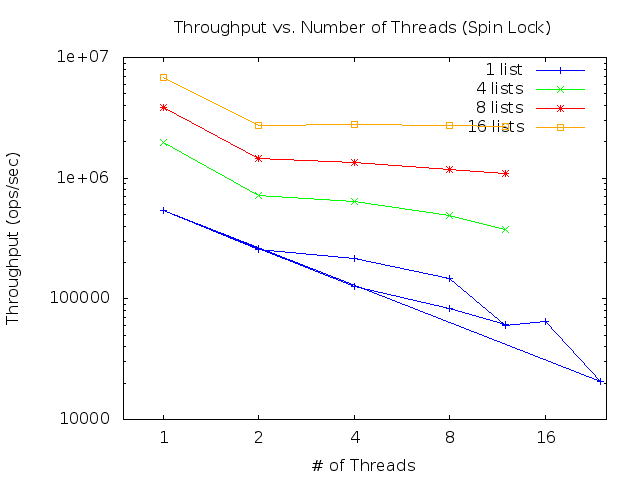 Throughput vs. Number of Threads (Spin Lock)
1e+07
1e+06
100000
10000
Throughput (ops/sec)
1 list
4 lists
8 lists
16 lists
1 2 4 8 16
# of Threads